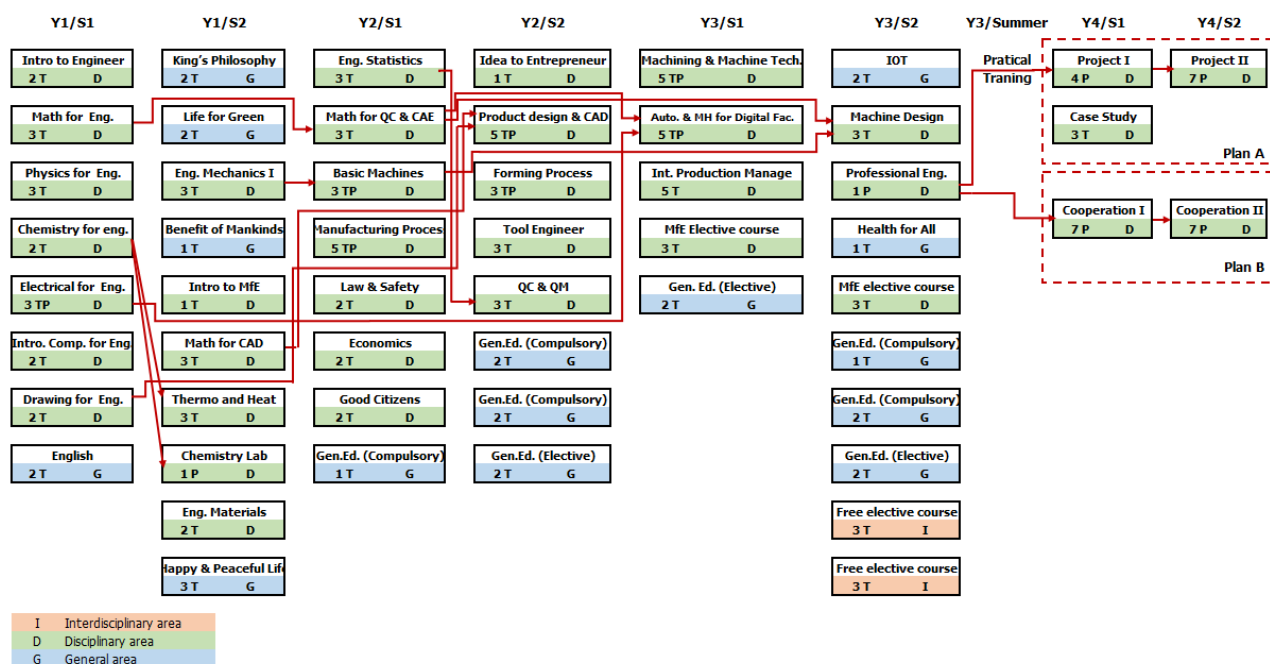 Y1/S1 Y1/S2 Y2/S1 Y2/S2 Y3/S1 Y3/S2 Y3/Summer Y4/S1 Y4/S2
Intro to Engineer King's Philosophy Eng. Statistics Idea to Entrepreneur Machining & Machine Tech. IOT Pratical Project I Project II
2 T D 2 T G 3 T D 1 T D 5 TP D 2 T G Traning 4 P D 7 P D
Math for Eng. Life for Green Math for QC & CAE Product design & CAD Auto. & MH for Digital Fac. Machine Design Case Study
3 T D 2 T G 3 T D 5 TP D 5 TP D 3 T D 3 T D
Plan A
Physics for Eng. Eng. Mechanics I Basic Machines Forming Process Int. Production Manage Professional Eng.
3 T D 3 T D 3 TP D 3 TP D 5 T D 1 P D
Chemistry for eng. Benefit of Mankinds Manufacturing Proces Tool Engineer MfE Elective course Health for All Cooperation I Cooperation II
2 T D 1 T G 5 TP D 3 T D 3 T D 1 T G 7 P D 7 P D
Plan B
Electrical for Eng. Intro to MfE Law & Safety QC & QM Gen. Ed. (Elective) MfE elective course
3 TP D 1 T D 2 T D 3 T D 2 T G 3 T D
Intro. Comp. for Eng. Math for CAD Economics Gen.Ed. (Compulsory) Gen.Ed. (Compulsory)
2 T D 3 T D 2 T D 2 T G 1 T G
Drawing for Eng. Thermo and Heat Good Citizens Gen.Ed. (Compulsory) Gen.Ed. (Compulsory)
2 T D 3 T D 2 T D 2 T G 2 T G
English Chemistry Lab Gen.Ed. (Compulsory) Gen.Ed. (Elective) Gen.Ed. (Elective)
2 T G 1 P D 1 T G 2 T G 2 T G
Eng. Materials Free elective course
2 T D 3 T I
Happy & Peaceful Life Free elective course
3 T G 3 T I
I Interdisciplinary area
D Disciplinary area
G General area